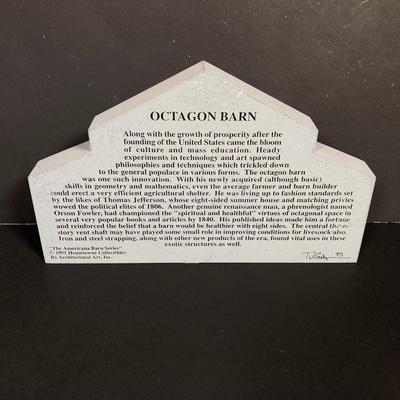 OCTAGON BARN
Along with the growth of prosperity after the
founding of the United States came the bloom
of culture and mass education. Heady
experiments in technology and art spawned
philosophies and techniques which trickled down
to the general populace in various forms. The octagon barn
was one such innovation. With his newly acquired (although basic)
skills in geometry and mathematics, even the average farmer and barn builder
could erect a very efficient agricultural shelter. He was living up to fashion standards set
by the likes of Thomas Jefferson, whose eight-sided summer house and matching privies
wowed the political elites of 1806. Another genuine renaissance man, a phrenologist named
Orson Fowler, had championed the "spiritual and healthful" virtues of octagonal space in
several very popular books and articles by 1840. His published ideas made him a fortune
and reinforced the belief that a barn would be healthier with eight sides. The central three-
story vent shaft may have played some small role in improving conditions for livestock also.
Iron and steel strapping, along with other new products of the era, found vital uses in these
exotic structures as well.
"The Americana Barn Series"
© 1995 Hometowne Collectibles
By Architectural Art, Inc.
95